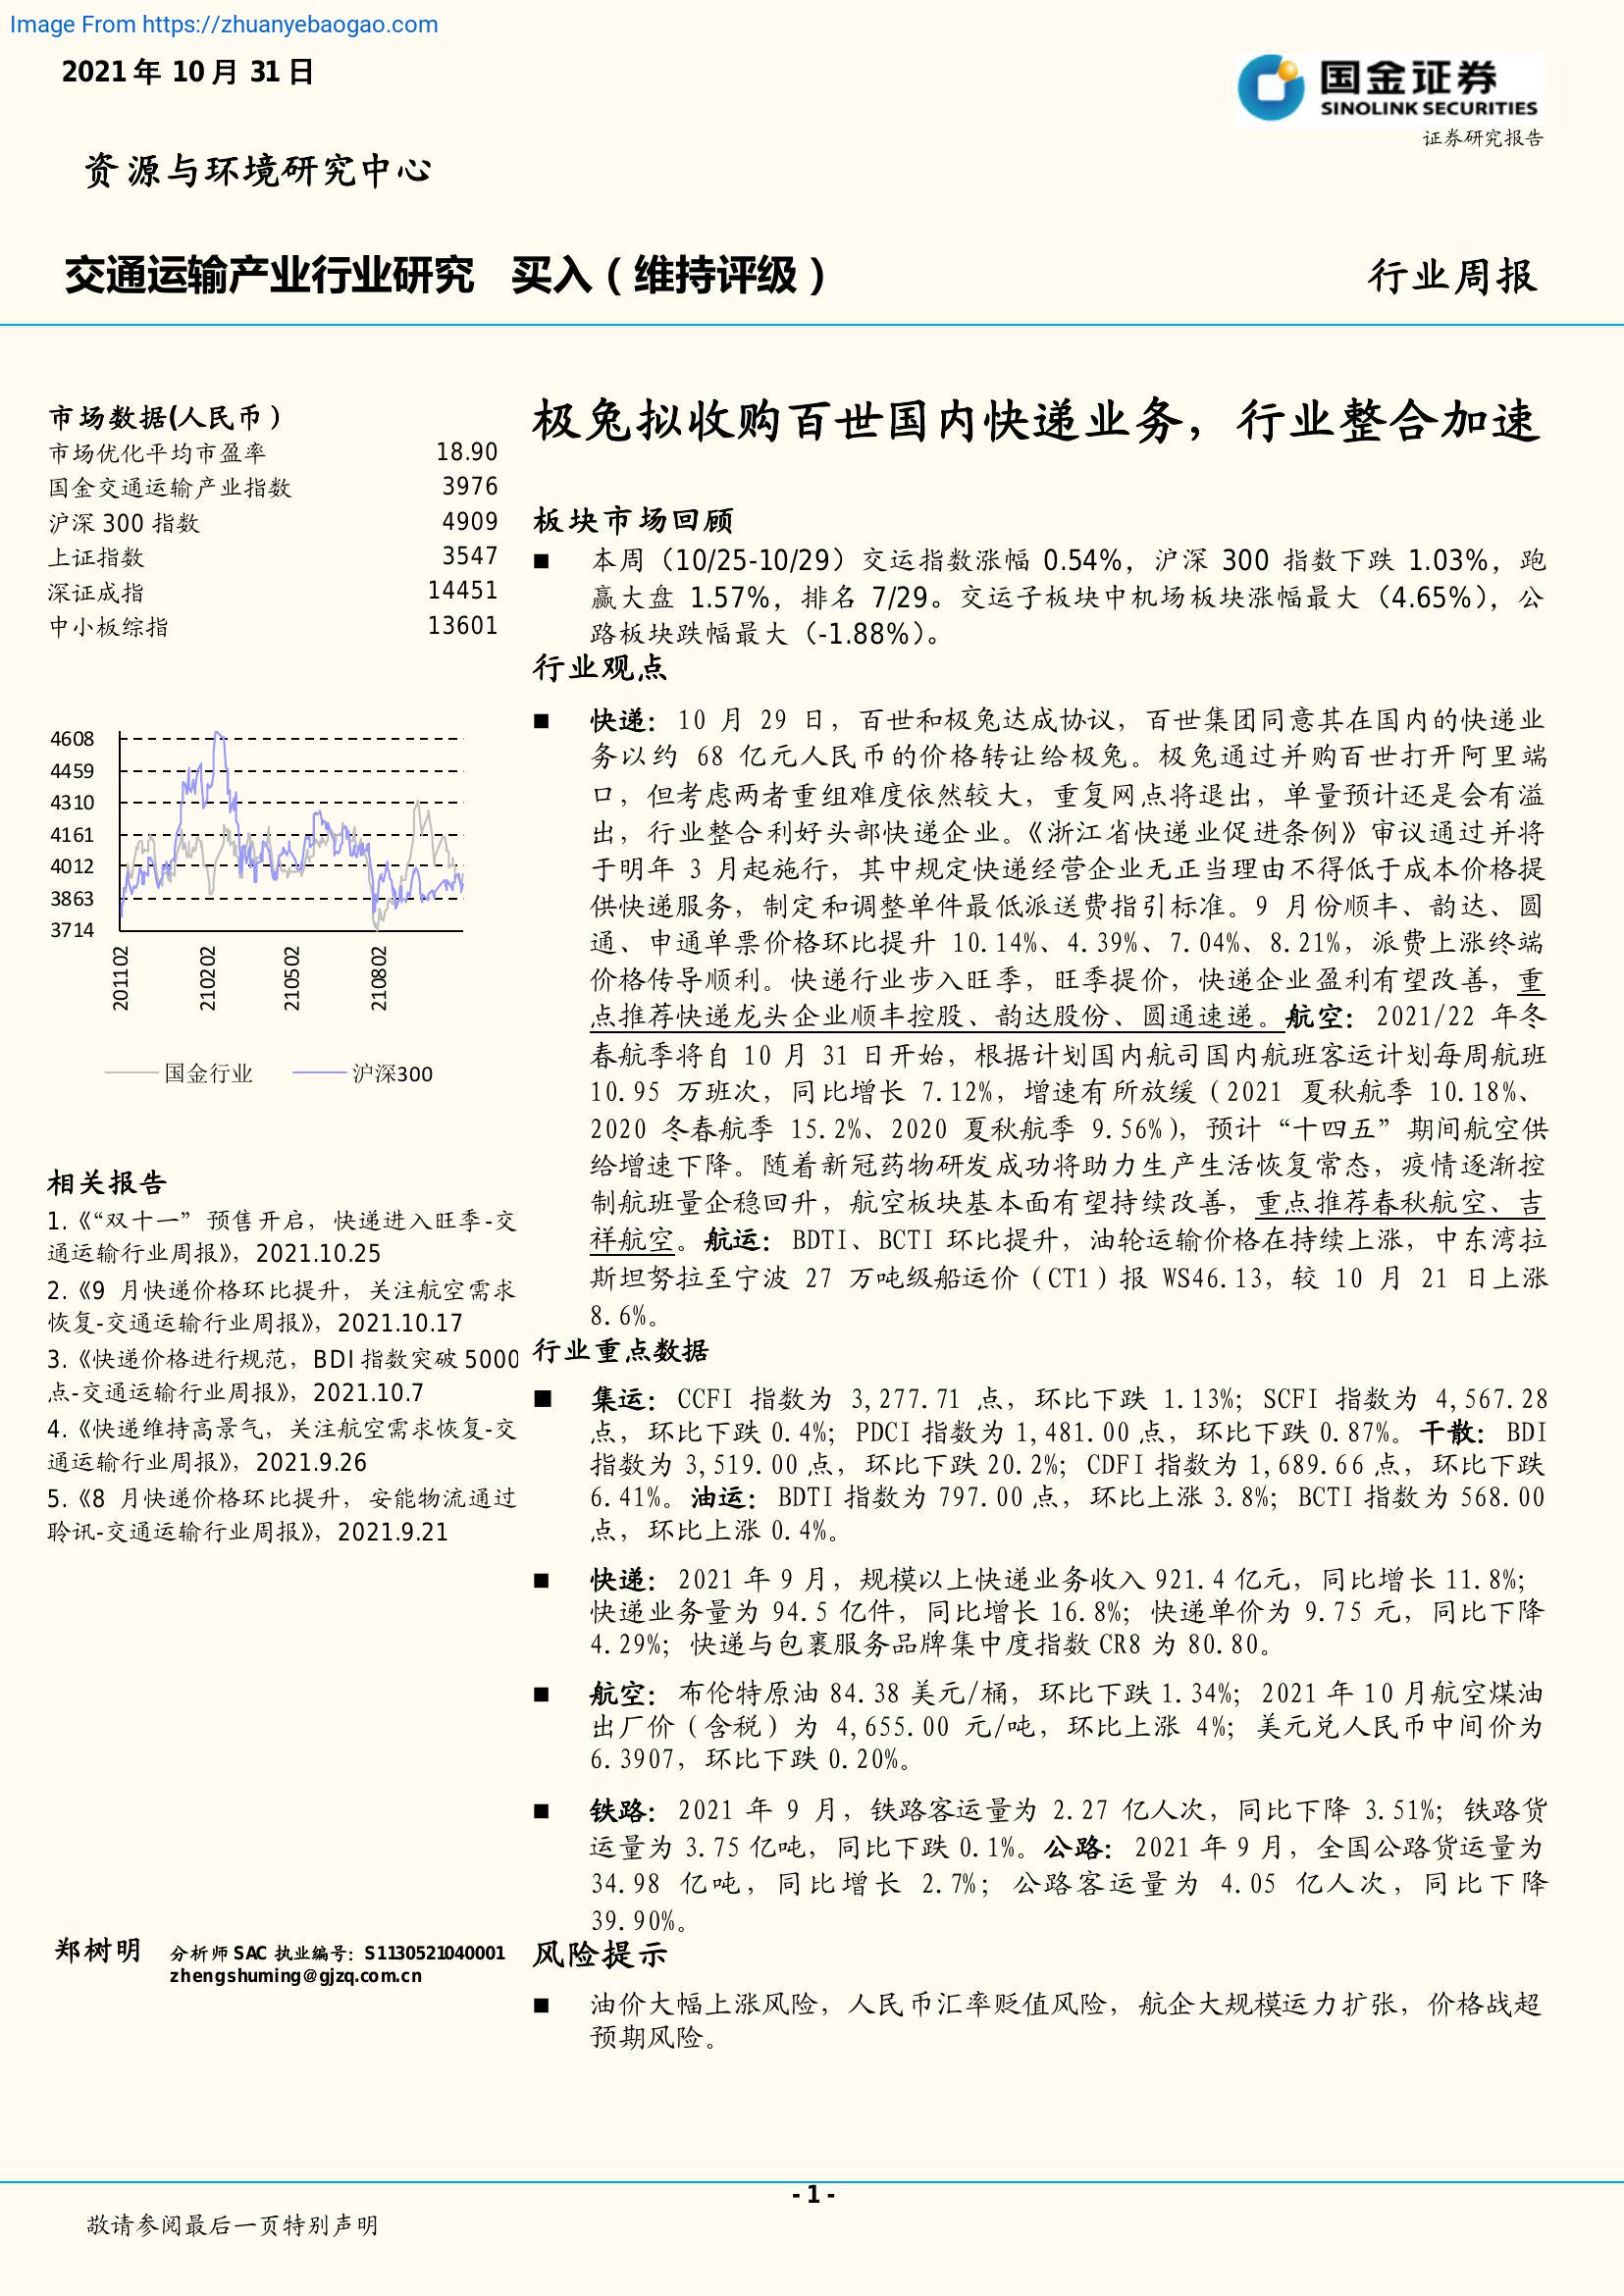 Image From https://zhuanyebaogao.com
2021年 10月 31日
国金证券
SINOLINK SECURITIES
证券研究报告
资源与环境研究中心
交通运输产业行业研究 买入（维持评级）
行业周报
市场数据(人民币）
市场优化平均市盈率 18.90
国金交通运输产业指数 3976
沪深 300 指数 4909
上证指数 3547
深证成指 14451
中小板综指 13601
4608
4459
4310
4161
4012
3863
3714
201102
210202
210502
210802
国金行业 沪深300
相关报告
1.《“双十一” 预售开启，快递进入旺季-交
通运输行业周报》，2021.10.25
2.《9 月快递价格环比提升，关注航空需求
恢复-交通运输行业周报》，2021.10.17
3.《快递价格进行规范，BDI 指数突破 5000
点-交通运输行业周报》，2021.10.7
4.《快递维持高景气，关注航空需求恢复-交
通运输行业周报》，2021.9.26
5.《8 月快递价格环比提升，安能物流通过
聆讯-交通运输行业周报》，2021.9.21
郑树明 分析师 SAC 执业编号：S1130521040001
zhengshuming@gjzq.com.cn
极兔拟收购百世国内快递业务，行业整合加速
板块市场回顾
■ 本周（10/25-10/29）交运指数涨幅 0.54%，沪深 300 指数下跌 1.03%，跑
赢大盘 1.57%，排名 7/29。交运子板块中机场板块涨幅最大（4.65%），公
路板块跌幅最大（-1.88%）。
行业观点
■ 快递：10 月 29 日，百世和极兔达成协议，百世集团同意其在国内的快递业
务以约 68 亿元人民币的价格转让给极兔。极兔通过并购百世打开阿里端
口，但考虑两者重组难度依然较大，重复网点将退出，单量预计还是会有溢
出，行业整合利好头部快递企业。《浙江省快递业促进条例》审议通过并将
于明年 3 月起施行，其中规定快递经营企业无正当理由不得低于成本价格提
供快递服务，制定和调整单件最低派送费指引标准。9 月份顺丰、韵达、圆
通、申通单票价格环比提升 10.14%、4.39%、7.04%、8.21%，派费上涨终端
价格传导顺利。快递行业步入旺季，旺季提价，快递企业盈利有望改善，重
点推荐快递龙头企业顺丰控股、韵达股份、圆通速递。航空：2021/22 年冬
春航季将自 10 月 31 日开始，根据计划国内航司国内航班客运计划每周航班
10.95 万班次，同比增长 7.12%，增速有所放缓（2021 夏秋航季 10.18%、
2020 冬春航季 15.2%、2020 夏秋航季 9.56%），预计“十四五”期间航空供
给增速下降。随着新冠药物研发成功将助力生产生活恢复常态，疫情逐渐控
制航班量企稳回升，航空板块基本面有望持续改善，重点推荐春秋航空、吉
祥航空。航运：BDTI、BCTI 环比提升，油轮运输价格在持续上涨，中东湾拉
斯坦努拉至宁波 27 万吨级船运价（CT1）报 WS46.13，较 10 月 21 日上涨
8.6%。
行业重点数据
■ 集运：CCFI 指数为 3,277.71 点，环比下跌 1.13%；SCFI 指数为 4,567.28
点，环比下跌 0.4%；PDCI 指数为 1,481.00 点，环比下跌 0.87%。干散：BDI
指数为 3,519.00 点，环比下跌 20.2%；CDFI 指数为 1,689.66 点，环比下跌
6.41%。油运：BDTI 指数为 797.00 点，环比上涨 3.8%；BCTI 指数为 568.00
点，环比上涨 0.4%。
■ 快递：2021 年 9 月，规模以上快递业务收入 921.4 亿元，同比增长 11.8%；
快递业务量为 94.5 亿件，同比增长 16.8%；快递单价为 9.75 元，同比下降
4.29%；快递与包裹服务品牌集中度指数 CR8 为 80.80。
■ 航空：布伦特原油 84.38 美元/桶，环比下跌 1.34%；2021 年 10 月航空煤油
出厂价（含税）为 4,655.00 元/吨，环比上涨 4%；美元兑人民币中间价为
6.3907，环比下跌 0.20%。
■ 铁路：2021 年 9 月，铁路客运量为 2.27 亿人次，同比下降 3.51%；铁路货
运量为 3.75 亿吨，同比下跌 0.1%。公路：2021 年 9 月，全国公路货运量为
34.98 亿吨，同比增长 2.7%；公路客运量为 4.05 亿人次，同比下降
39.90%。
风险提示
■ 油价大幅上涨风险，人民币汇率贬值风险，航企大规模运力扩张，价格战超
预期风险。
- 1 -
敬请参阅最后一页特别声明